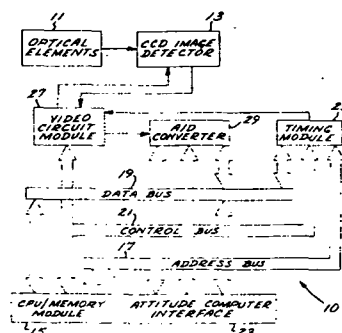 11
OPTICAL
ELEMENTS
13
CCD IMAGE
DETECTOR
27
VIDEO
CIRCUIT
MODULE
A/D
CONVERTER
29
TIMING
MODULE
19
DATA BUS
21
CONTROL BUS
17
ADDRESS BUS
10
CPU/MEMORY
MODULE
ATTITUDE COMPUTER
INTERFACE